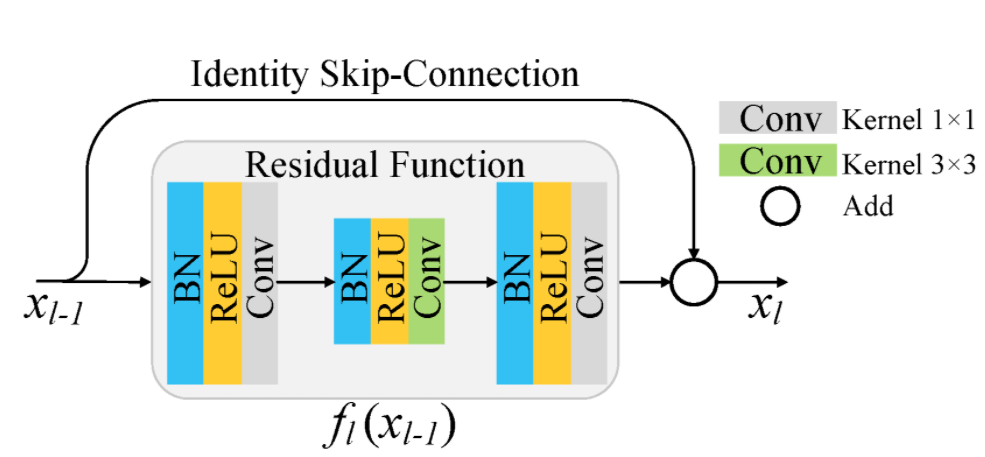 Identity Skip-Connection
Conv Kernel 1×1
Conv Kernel 3×3
Add
Residual Function
BN ReLU Conv
BN ReLU Conv
BN ReLU Conv
x_{l-1}
x_l
f_l(x_{l-1})